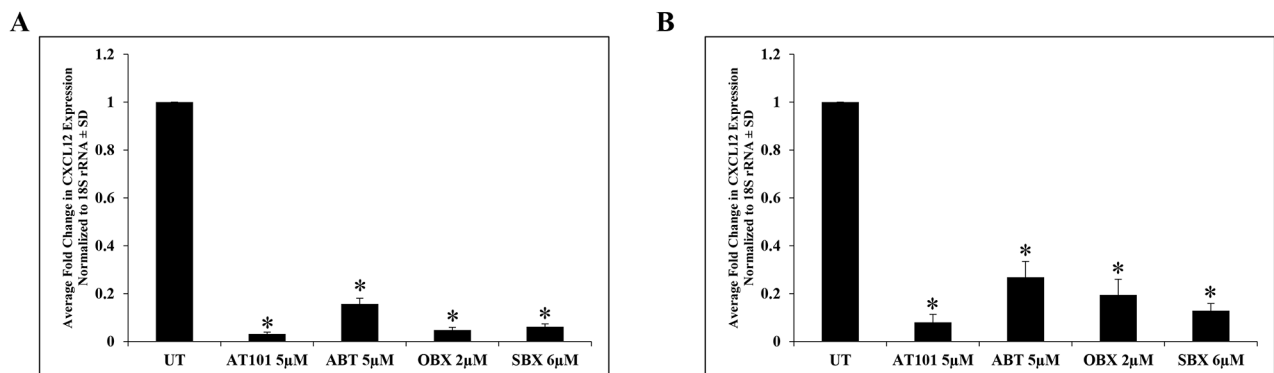 A
Average Fold Change in CXCL12 Expression
Normalized to 18S rRNA ± SD
1.2
1
0.8
0.6
0.4
0.2
0
*
*
*
*
UT
AT101 5µM
ABT 5µM
OBX 2µM
SBX 6µM
B
Average Fold Change in CXCL12 Expression
Normalized to 18S rRNA ± SD
1.2
1
0.8
0.6
0.4
0.2
0
*
*
*
*
UT
AT101 5µM
ABT 5µM
OBX 2µM
SBX 6µM